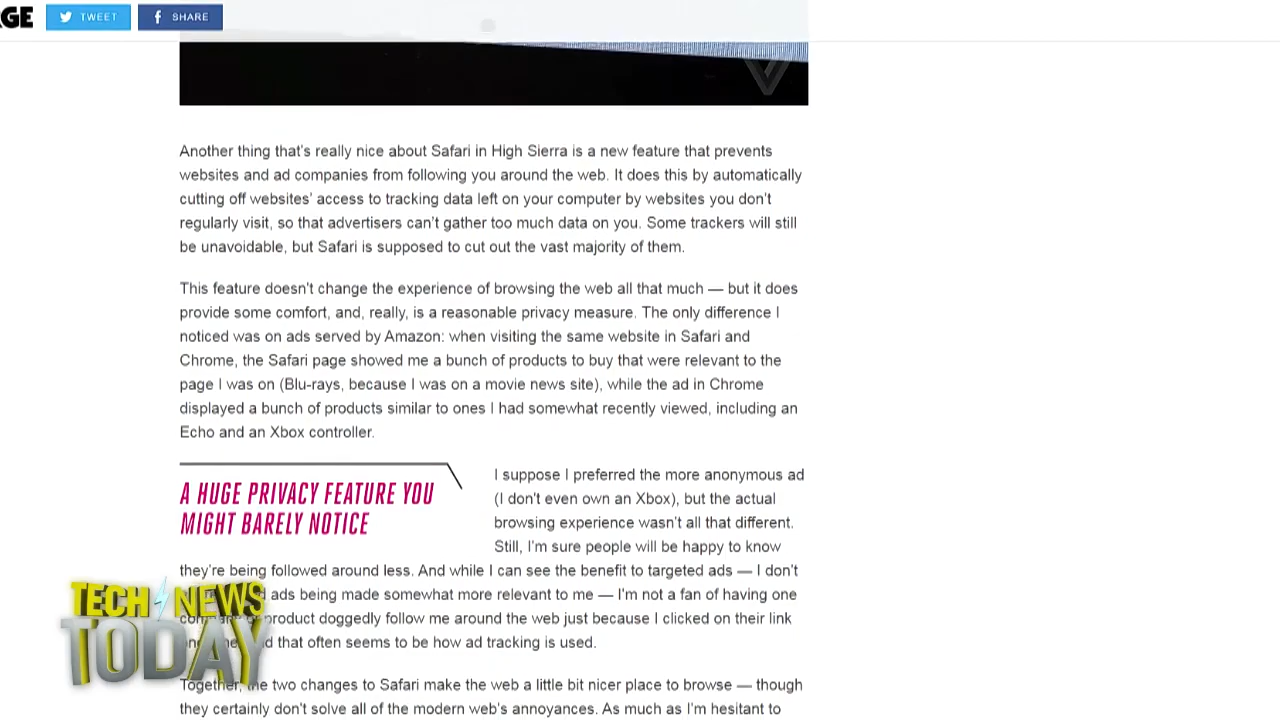 GE
TWEET
SHARE
Another thing that's really nice about Safari in High Sierra is a new feature that prevents
websites and ad companies from following you around the web. It does this by automatically
cutting off websites' access to tracking data left on your computer by websites you don't
regularly visit, so that advertisers can't gather too much data on you. Some trackers will still
be unavoidable, but Safari is supposed to cut out the vast majority of them.
This feature doesn't change the experience of browsing the web all that much — but it does
provide some comfort, and, really, is a reasonable privacy measure. The only difference I
noticed was on ads served by Amazon: when visiting the same website in Safari and
Chrome, the Safari page showed me a bunch of products to buy that were relevant to the
page I was on (Blu-rays, because I was on a movie news site), while the ad in Chrome
displayed a bunch of products similar to ones I had somewhat recently viewed, including an
Echo and an Xbox controller.
A HUGE PRIVACY FEATURE YOU
MIGHT BARELY NOTICE
I suppose I preferred the more anonymous ad
(I don't even own an Xbox), but the actual
browsing experience wasn't all that different.
Still, I'm sure people will be happy to know
they're being followed around less. And while I can see the benefit to targeted ads — I don't
ads being made somewhat more relevant to me — I'm not a fan of having one
product doggedly follow me around the web just because I clicked on their link
that often seems to be how ad tracking is used.
Together, the two changes to Safari make the web a little bit nicer place to browse — though
they certainly don't solve all of the modern web's annoyances. As much as I'm hesitant to
TECH NEWS
TODAY